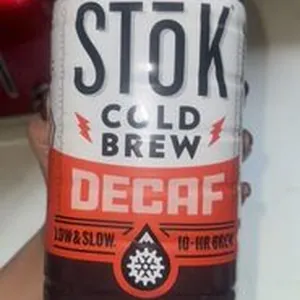 STōK
COLD
BREW
DECAF
LOW & SLOW. 10-HR BREW